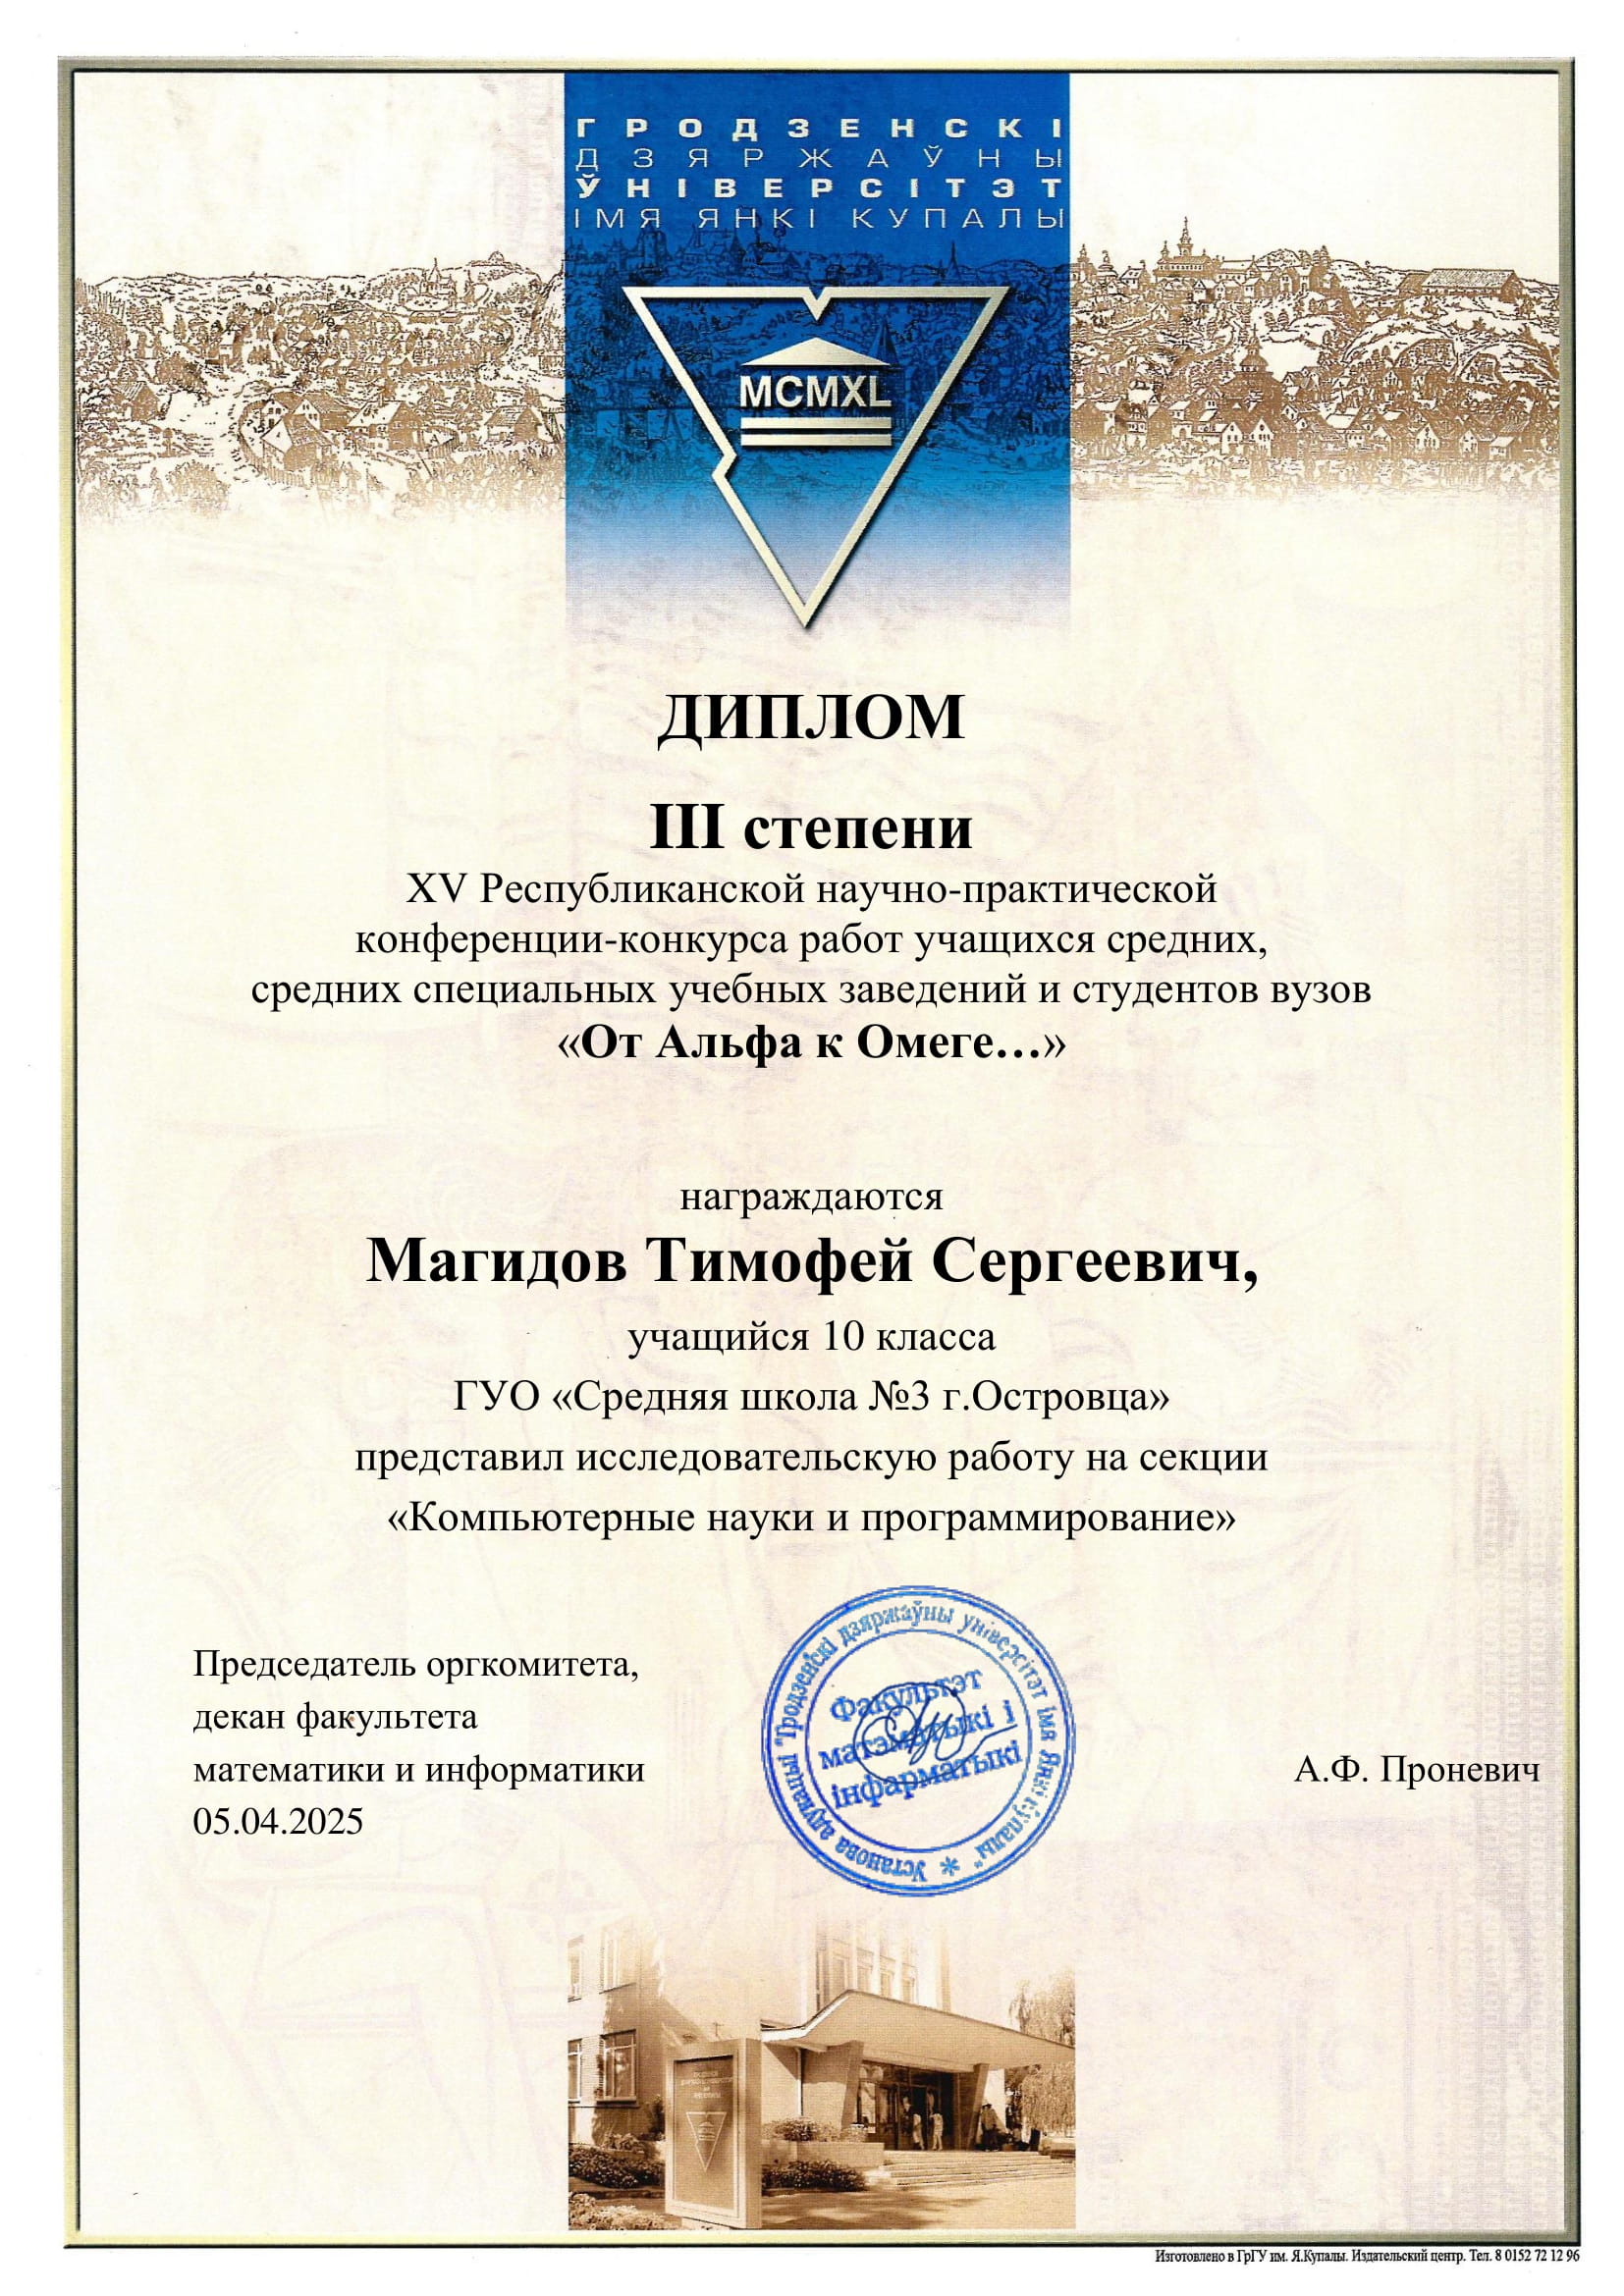 ГРОДЗЕНСКІ
ДЗЯРЖАЎНЫ
ЎНІВЕРСІТЭТ
ІМЯ ЯНКІ КУПАЛЫ
MCMXL
ДИПЛОМ
III степени
XV Республиканской научно-практической
конференции-конкурса работ учащихся средних,
средних специальных учебных заведений и студентов вузов
«От Альфа к Омеге…»
награждаются
Магидов Тимофей Сергеевич,
учащийся 10 класса
ГУО «Средняя школа №3 г.Островца»
представил исследовательскую работу на секции
«Компьютерные науки и программирование»
Председатель оргкомитета,
декан факультета
математики и информатики
05.04.2025
Установа адукацыі "Гродзенскі дзяржаўны універсітэт імя Янкі Купалы" *
Факультэт
матэматыкі і
інфарматыкі
А.Ф. Проневич
Изготовлено в ГрГУ им. Я.Купалы. Издательский центр. Тел. 8 0152 72 12 96